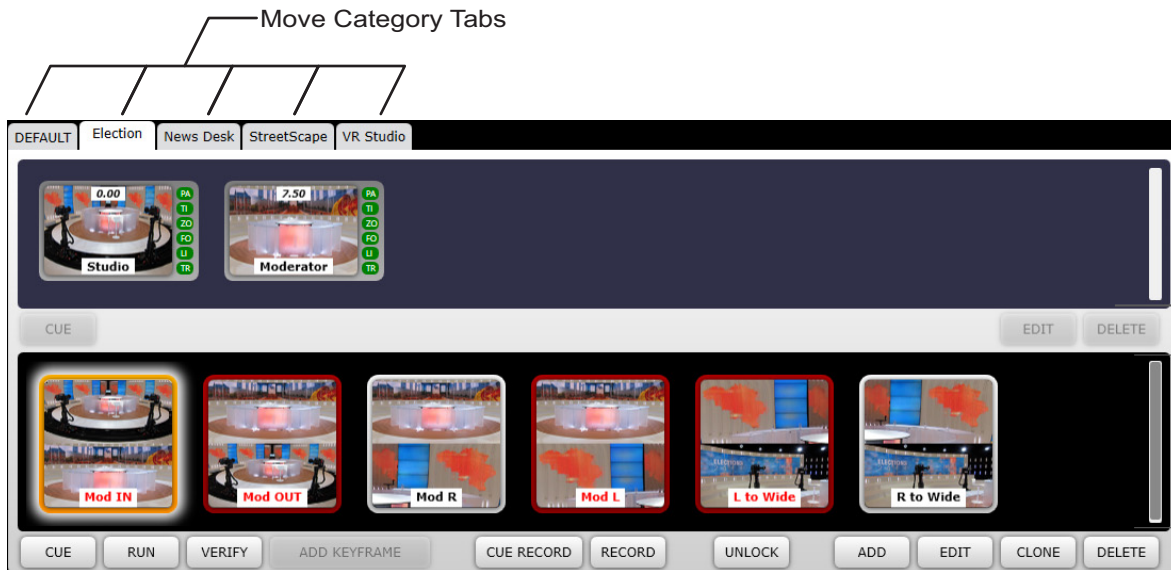 Move Category Tabs
DEFAULT Election News Desk StreetScape VR Studio
0.00 PA TI ZO FO LI TR Studio
7.50 PA TI ZO FO LI TR Moderator
CUE EDIT DELETE
Mod IN Mod OUT Mod R Mod L L to Wide R to Wide
CUE RUN VERIFY ADD KEYFRAME CUE RECORD RECORD UNLOCK ADD EDIT CLONE DELETE